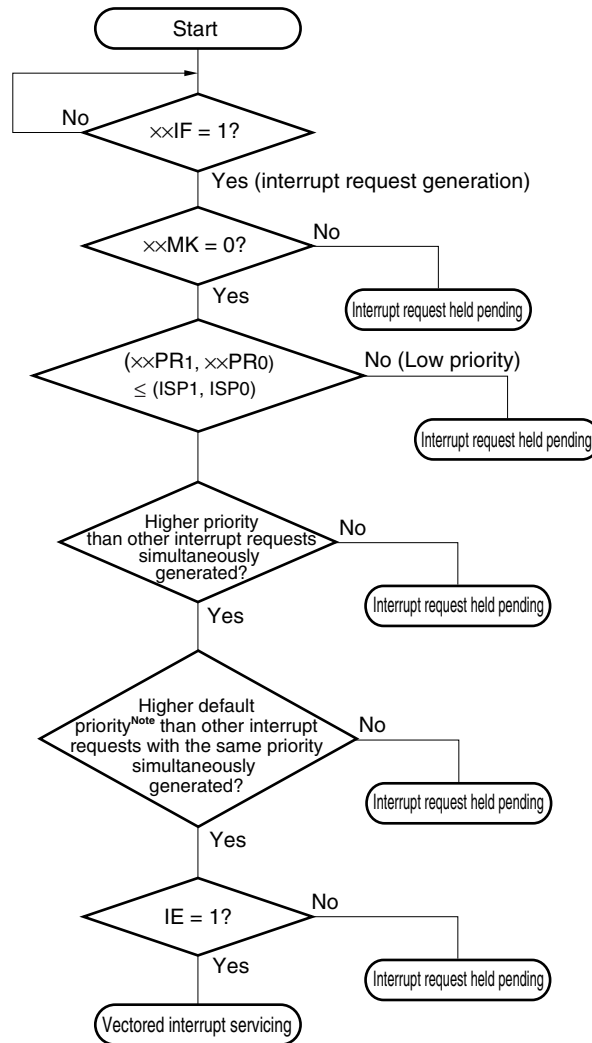 Start
No
××IF = 1?
Yes (interrupt request generation)
No
××MK = 0?
Yes
Interrupt request held pending
(××PR1, ××PR0)
≤ (ISP1, ISP0)
No (Low priority)
Interrupt request held pending
Higher priority
than other interrupt requests
simultaneously
generated?
No
Interrupt request held pending
Yes
Higher default
priorityNote than other interrupt
requests with the same priority
simultaneously
generated?
No
Interrupt request held pending
Yes
IE = 1?
No
Interrupt request held pending
Yes
Vectored interrupt servicing